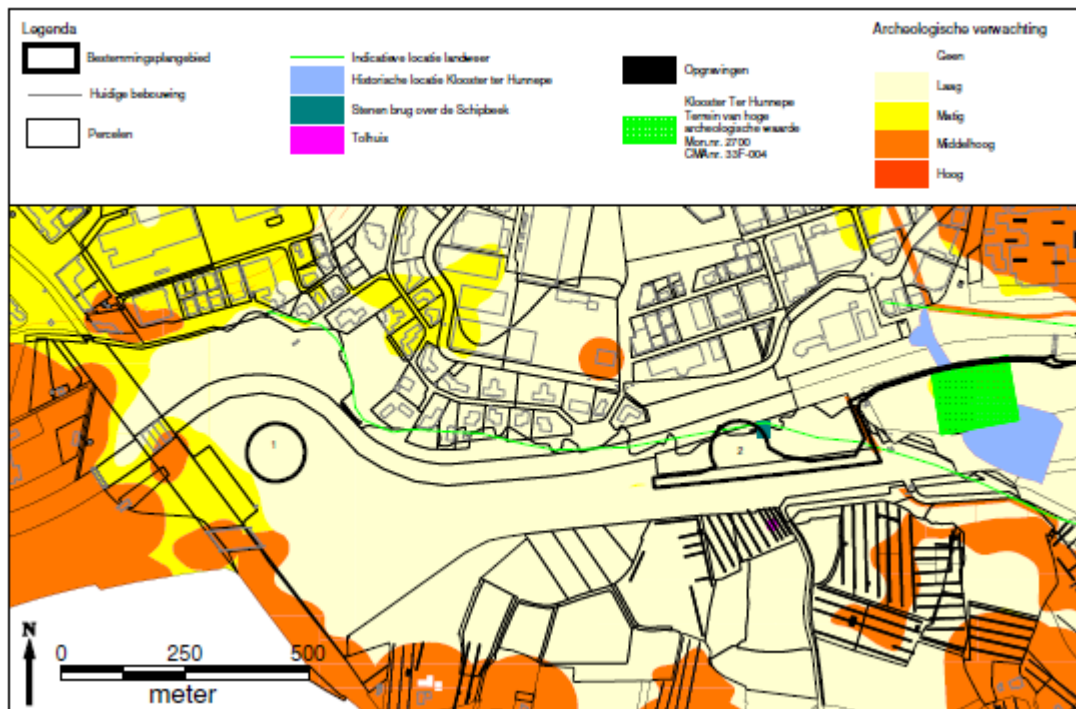 Legenda
Bestemmingsplangebied
Huidige bebouwing
Percelen
Indicatieve locatie landweer
Historische locatie Klooster ter Hunnepe
Stenen brug over de Schipbeek
Tolhuis
Opgravingen
Klooster Ter Hunnepe
Terrein van hoge
archeologische waarde
Mon.nr. 2700
CMAnr. 33F-004
Archeologische verwachting
Geen
Laag
Matig
Middelhoog
Hoog
1
2
N
0 250 500
meter